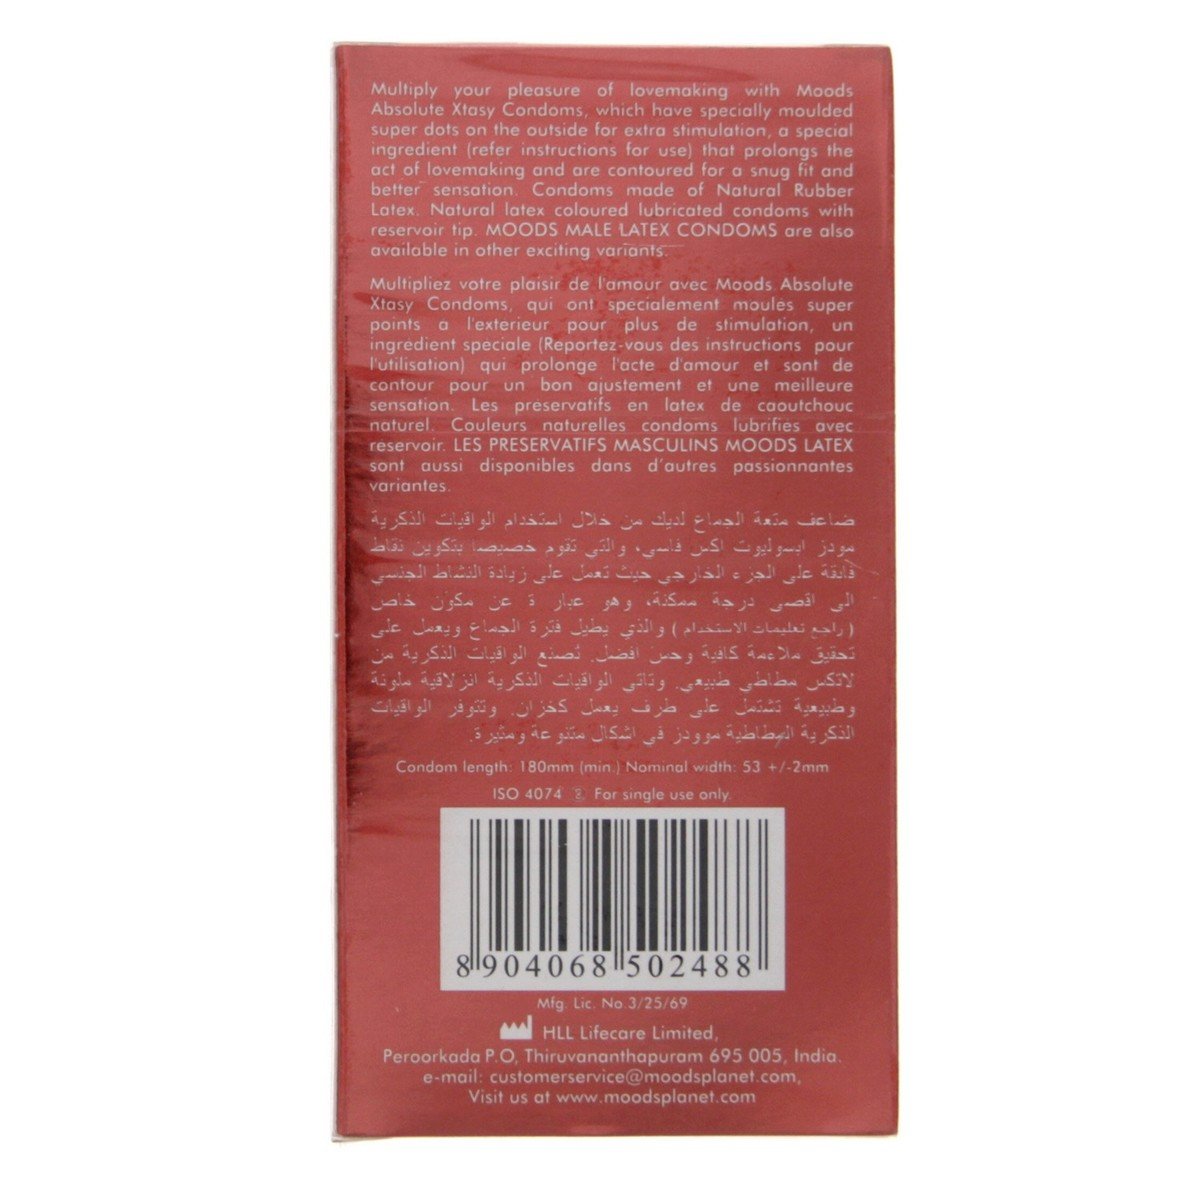 Multiply your pleasure of lovemaking with Moods
Absolute Xtasy Condoms, which have specially moulded
super dots on the outside for extra stimulation, a special
ingredient (refer instructions for use) that prolongs the
act of lovemaking and are contoured for a snug fit and
better sensation. Condoms made of Natural Rubber
Latex. Natural latex coloured lubricated condoms with
reservoir tip. MOODS MALE LATEX CONDOMS are also
available in other exciting variants.
Multipliez votre plaisir de l'amour avec Moods Absolute
Xtasy Condoms, qui ont specialement moulés super
points à l'exterieur pour plus de stimulation, un
ingredient speciale (Reportez-vous des instructions pour
l'utilisation) qui prolonge l'acte d'amour et sont de
contour pour un bon ajustement et une meilleure
sensation. Les preservatifs en latex de caoutchouc
naturel. Couleurs naturelles condoms lubrifiés avec
reservoir. LES PRESERVATIFS MASCULINS MOODS LATEX
sont aussi disponibles dans d'autres passionnantes
variantes.
ضاعف متعة الجماع لديك من خلال استخدام الواقيات الذكرية
مودز ابسوليوت اكس فاسي، والتي تقوم خصيصا بتكوين نقاط
فائقة على الجزء الخارجي حيث تعمل على زيادة النشاط الجنسي
الى اقصى درجة ممكنة، وهو عبار ة عن مكون خاص
( راجع تعليمات الاستخدام ) والذي يطيل فترة الجماع ويعمل على
تحقيق ملاءمة كافية وحس افضل. تصنع الواقيات الذكرية من
لاتكس مطاطي طبيعي. وتاتي الواقيات الذكرية انزلاقية ملونة
وطبيعية تشتمل على طرف يعمل كخزان. وتتوفر الواقيات
الذكرية المطاطية موودز في اشكال متنوعة ومثيرة.
Condom length: 180mm (min.) Nominal width: 53 +/-2mm
ISO 4074 For single use only.
8 904068 502488
Mfg. Lic. No.3/25/69
HLL Lifecare Limited,
Peroorkada P.O, Thiruvananthapuram 695 005, India.
e-mail: customerservice@moodsplanet.com,
Visit us at www.moodsplanet.com